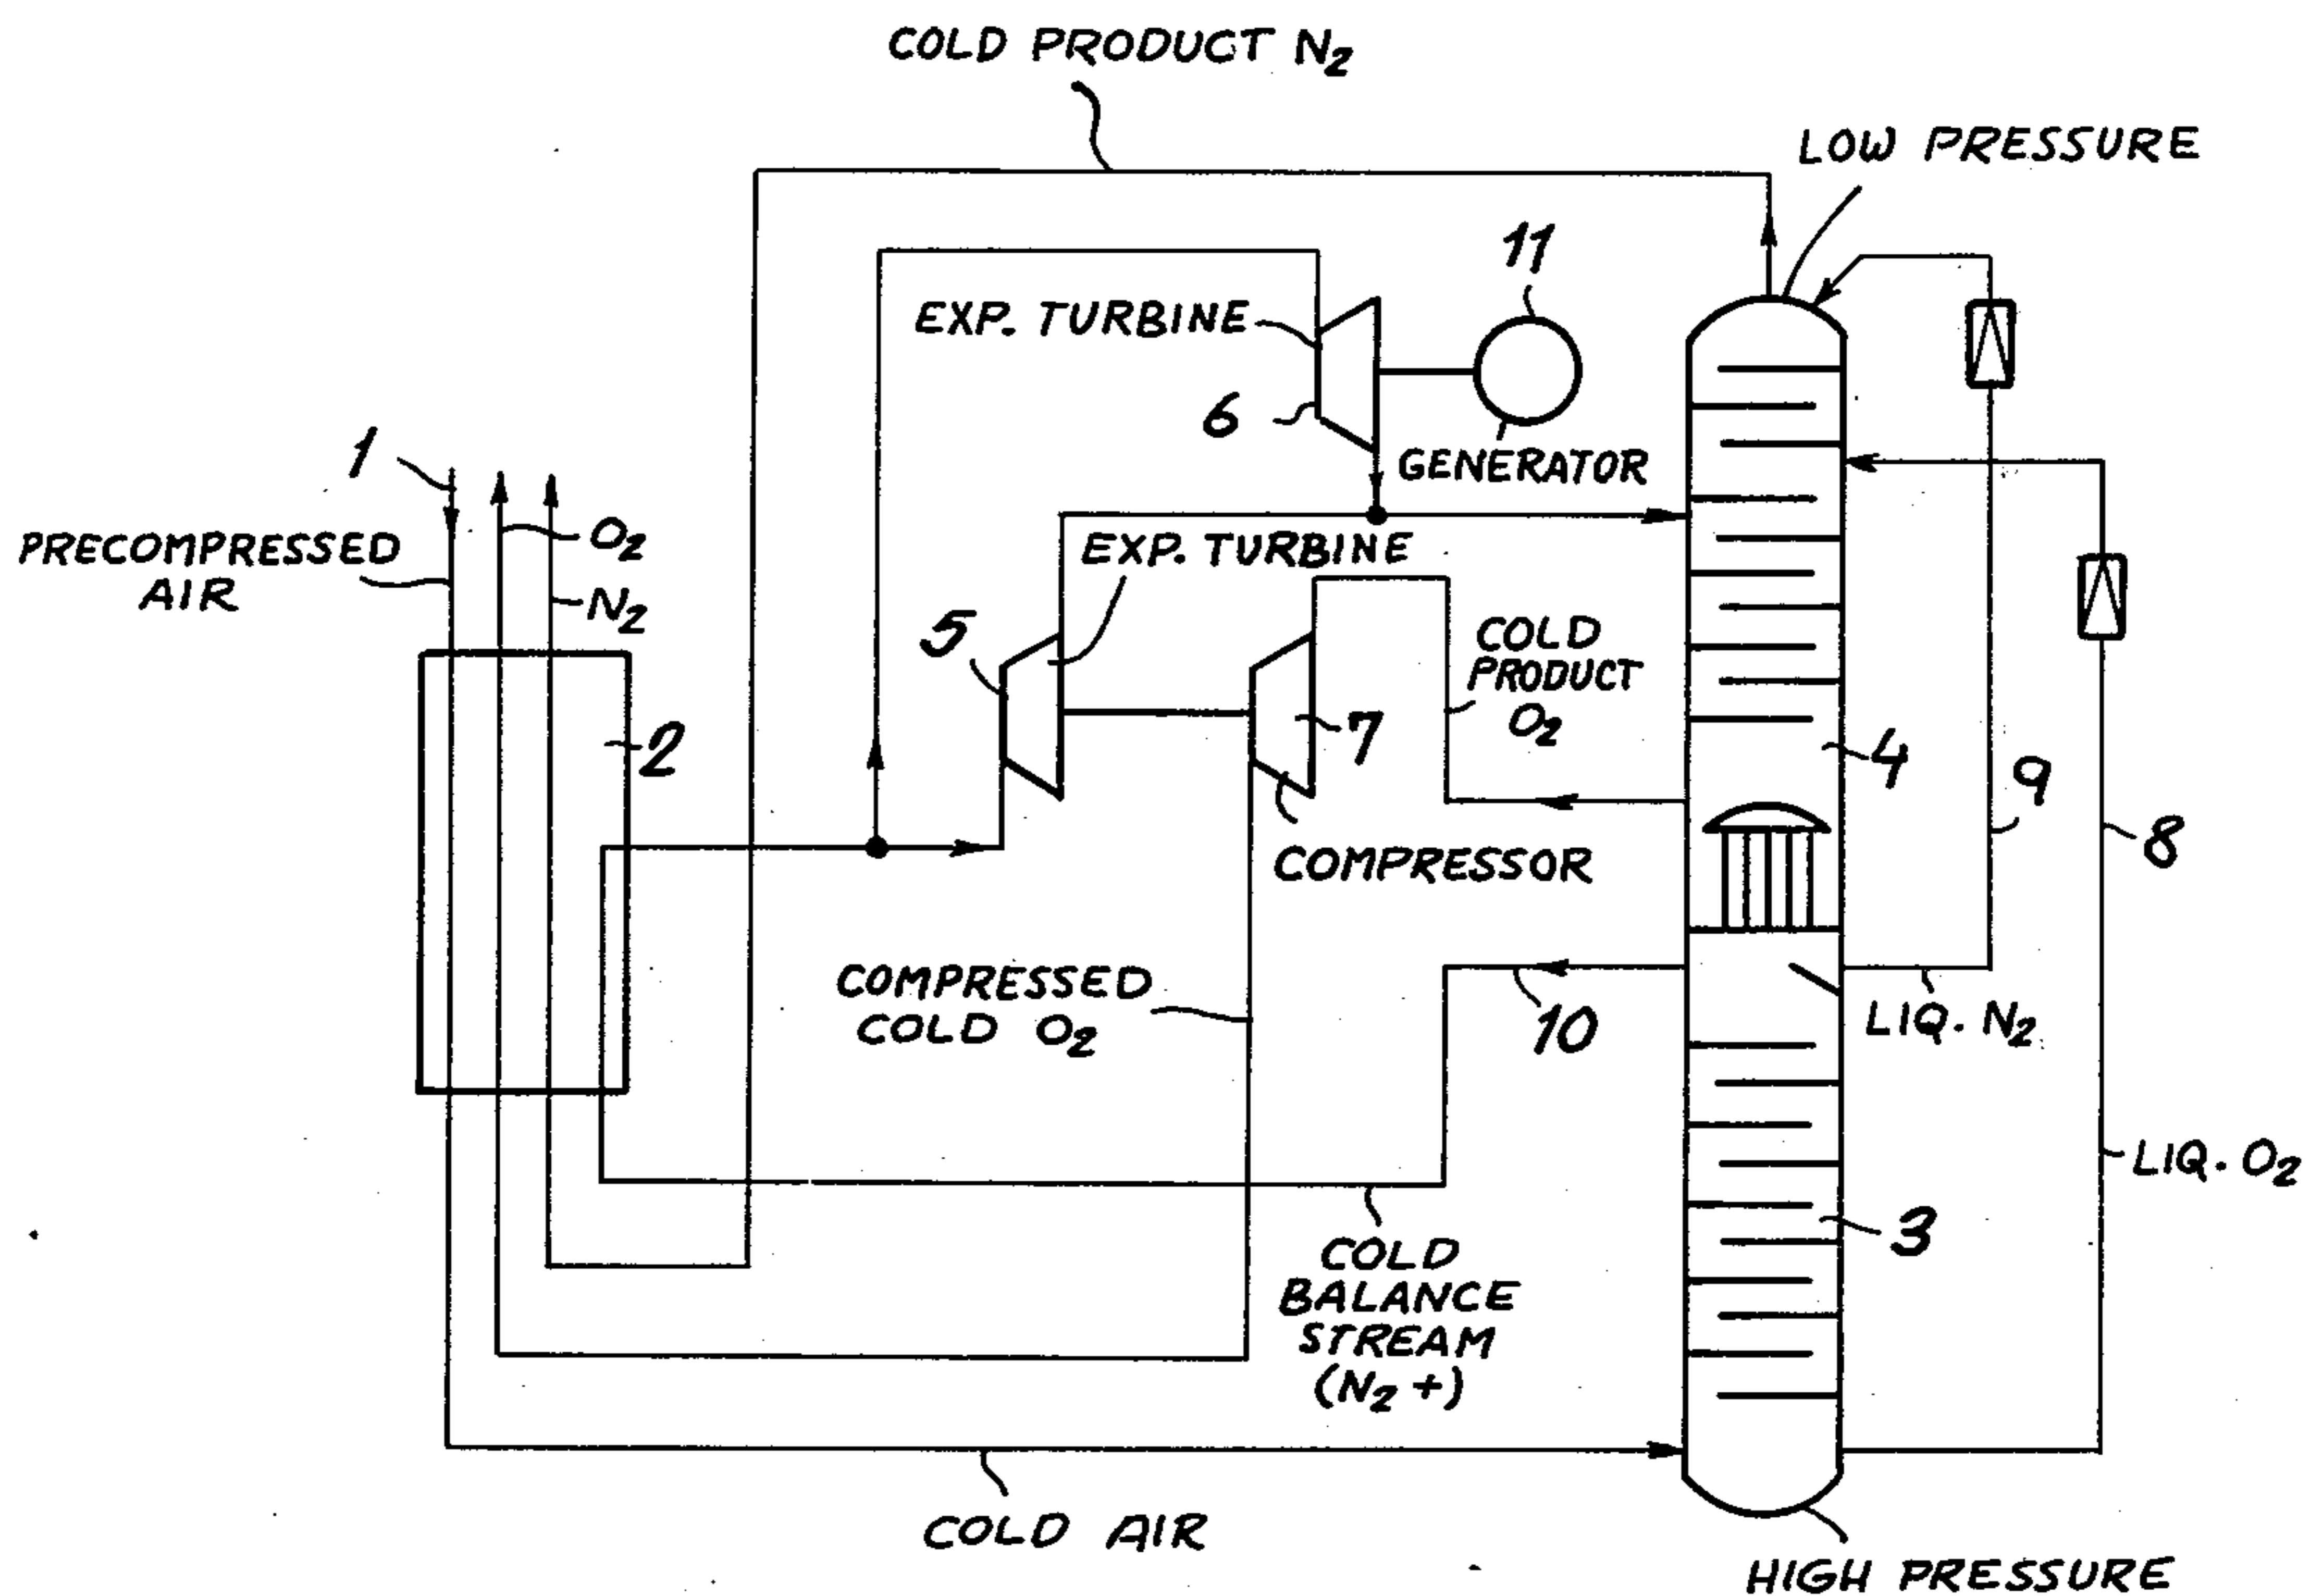 COLD PRODUCT N₂
LOW PRESSURE
11
EXP. TURBINE
6
GENERATOR
1
PRECOMPRESSED
AIR
O₂
N₂
EXP. TURBINE
5
COLD
PRODUCT
O₂
7
2
4
9
8
COMPRESSOR
COMPRESSED
COLD O₂
10
LIQ. N₂
LIQ. O₂
3
COLD
BALANCE
STREAM
(N₂ +)
COLD AIR
HIGH PRESSURE